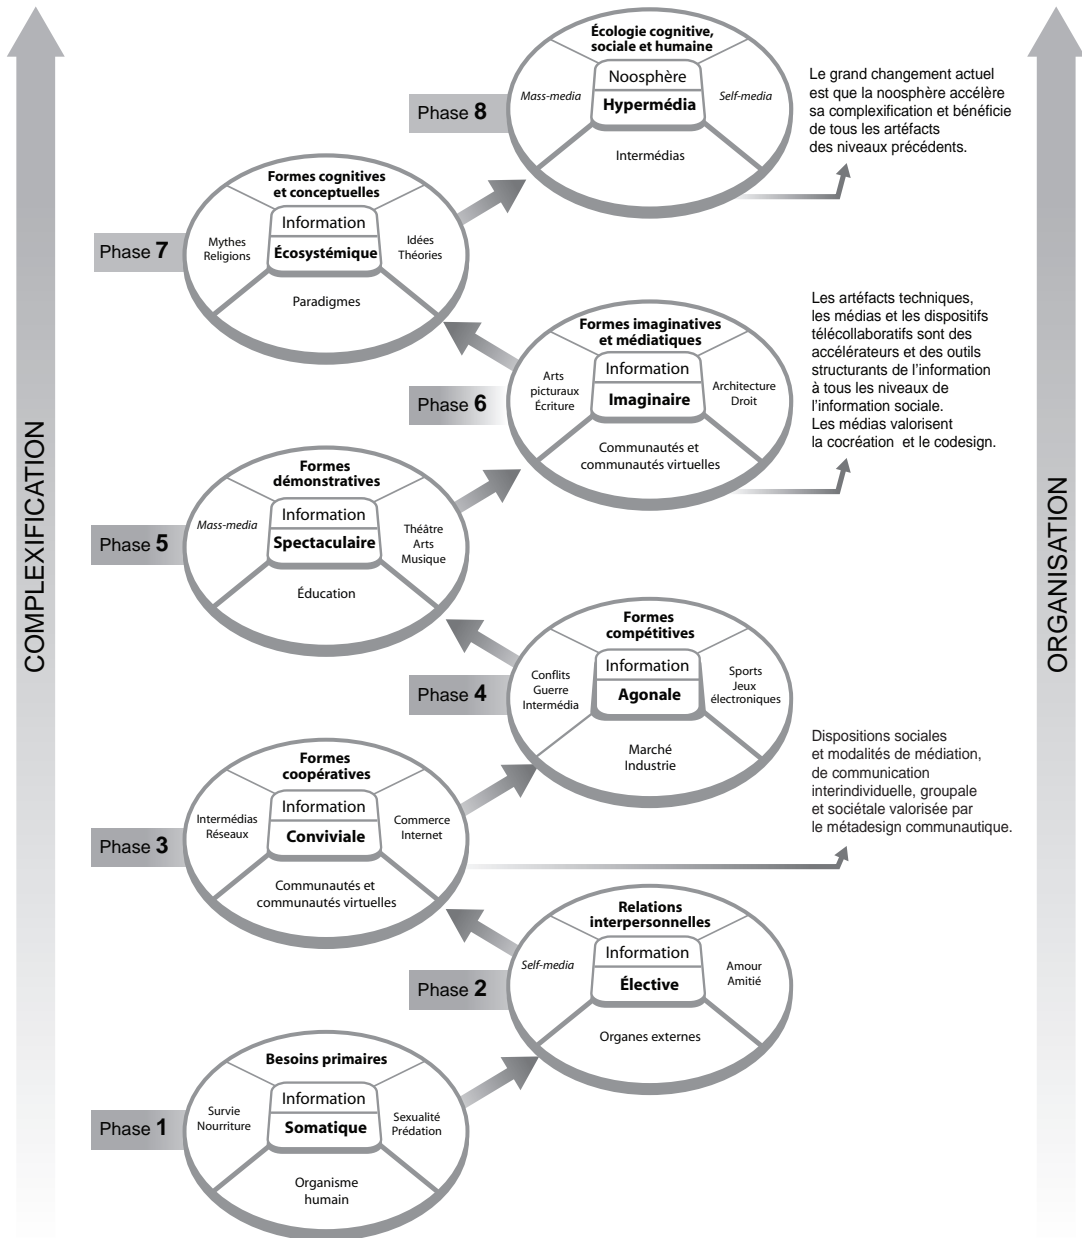 COMPLEXIFICATION
ORGANISATION
Écologie cognitive,
sociale et humaine
Noosphère
Hypermédia
Mass-media
Self-media
Intermédias
Phase 8
Le grand changement actuel
est que la noosphère accélère
sa complexification et bénéficie
de tous les artéfacts
des niveaux précédents.
Formes cognitives
et conceptuelles
Information
Écosystémique
Mythes
Religions
Idées
Théories
Paradigmes
Phase 7
Formes imaginatives
et médiatiques
Information
Imaginaire
Arts
picturaux
Écriture
Architecture
Droit
Communautés et
communautés virtuelles
Phase 6
Les artéfacts techniques,
les médias et les dispositifs
télécollaboratifs sont des
accélérateurs et des outils
structurants de l'information
à tous les niveaux de
l'information sociale.
Les médias valorisent
la cocréation et le codesign.
Formes
démonstratives
Information
Spectaculaire
Mass-media
Théâtre
Arts
Musique
Éducation
Phase 5
Formes
compétitives
Information
Agonale
Conflits
Guerre
Intermédia
Sports
Jeux
électroniques
Marché
Industrie
Phase 4
Formes
coopératives
Information
Conviviale
Intermédias
Réseaux
Commerce
Internet
Communautés et
communautés virtuelles
Phase 3
Dispositions sociales
et modalités de médiation,
de communication
interindividuelle, groupale
et sociétale valorisée par
le métadesign communautique.
Relations
interpersonnelles
Information
Élective
Self-media
Amour
Amitié
Organes externes
Phase 2
Besoins primaires
Information
Somatique
Survie
Nourriture
Sexualité
Prédation
Organisme
humain
Phase 1